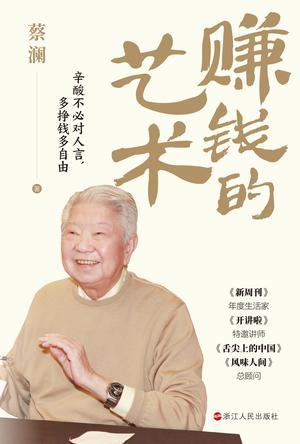 赚钱的
艺术
蔡澜
著
辛酸不必对人言，
多挣钱多自由
《新周刊》
年度生活家
《开讲啦》
特邀讲师
《舌尖上的中国》
《风味人间》
总顾问
浙江人民出版社